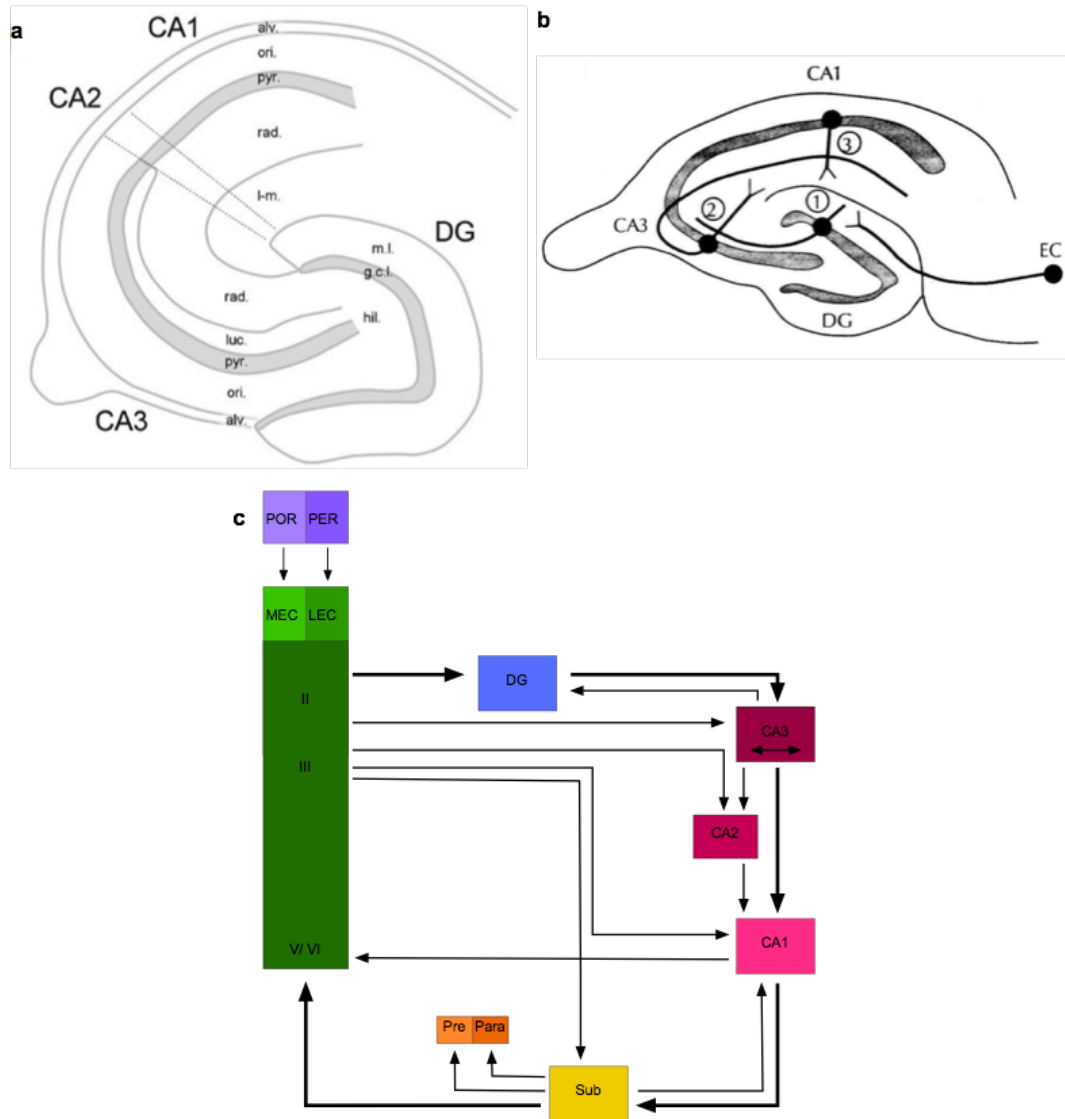 a
CA1
alv.
ori.
pyr.
CA2
rad.
l-m.
DG
m.l.
g.c.l.
rad.
hil.
luc.
pyr.
ori.
CA3
alv.
b
CA1
③
①
②
CA3
EC
DG
c
POR PER
MEC LEC
II
III
V/ VI
DG
CA3
CA2
CA1
Pre Para
Sub